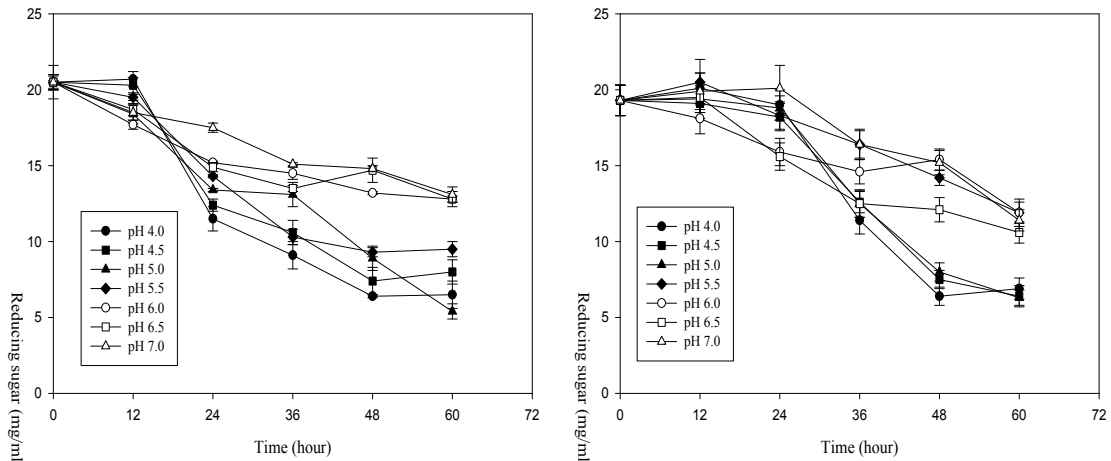 25
20
15
10
5
0
Reducing sugar (mg/ml)
pH 4.0
pH 4.5
pH 5.0
pH 5.5
pH 6.0
pH 6.5
pH 7.0
0 12 24 36 48 60 72
Time (hour)
25
20
15
10
5
0
Reducing sugar (mg/ml)
pH 4.0
pH 4.5
pH 5.0
pH 5.5
pH 6.0
pH 6.5
pH 7.0
0 12 24 36 48 60 72
Time (hour)